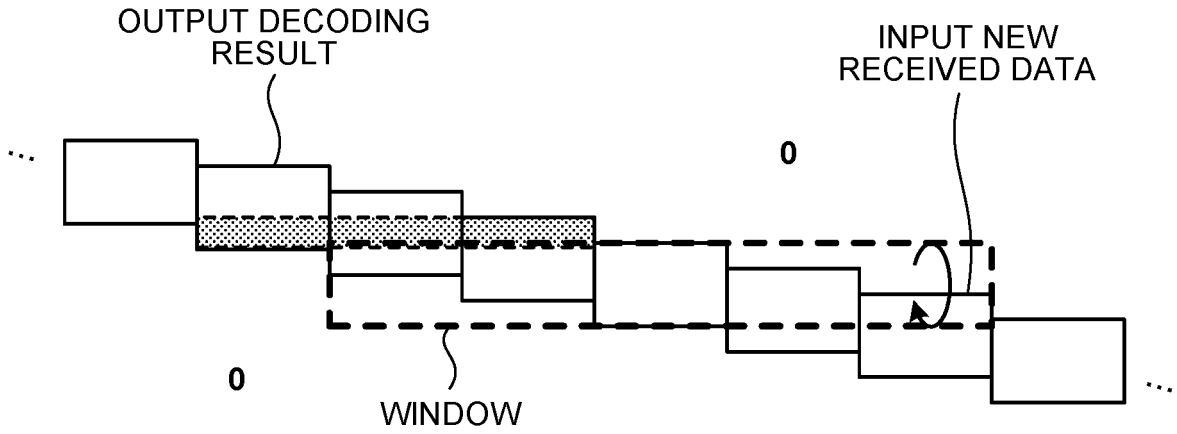 OUTPUT DECODING
RESULT
INPUT NEW
RECEIVED DATA
...
0
0
...
WINDOW